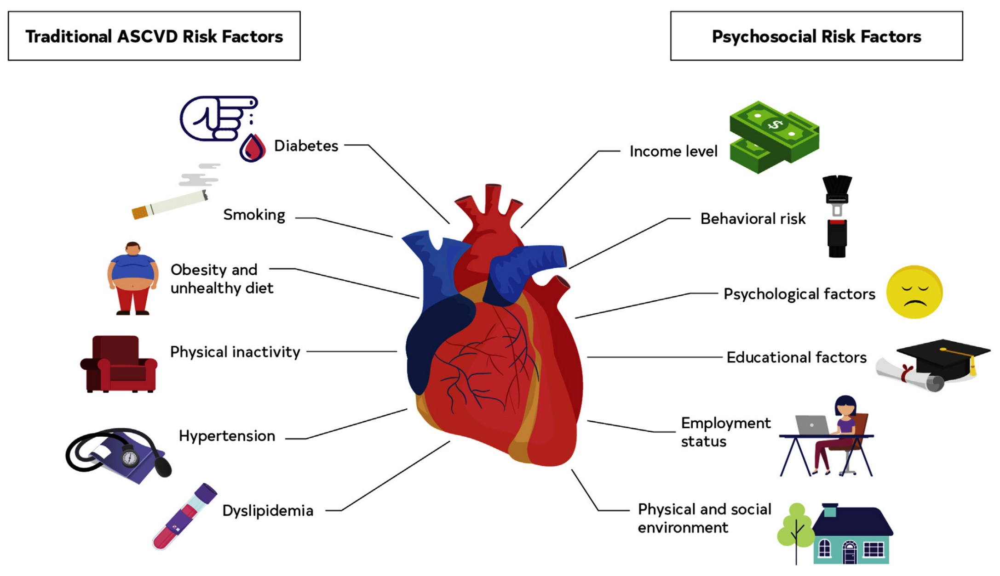 Traditional ASCVD Risk Factors
Psychosocial Risk Factors
Diabetes
Smoking
Obesity and
unhealthy diet
Physical inactivity
Hypertension
Dyslipidemia
Income level
$
Behavioral risk
Psychological factors
Educational factors
Employment
status
Physical and social
environment